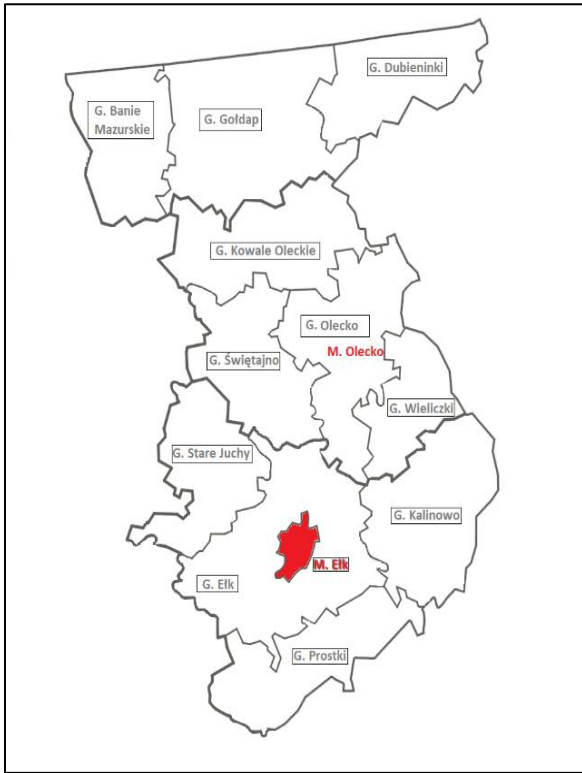 G. Dubieninki
G. Banie
Mazurskie
G. Gołdap
G. Kowale Oleckie
G. Olecko
M. Olecko
G. Świętajno
G. Wieliczki
G. Stare Juchy
G. Kalinowo
M. Ełk
G. Ełk
G. Prostki